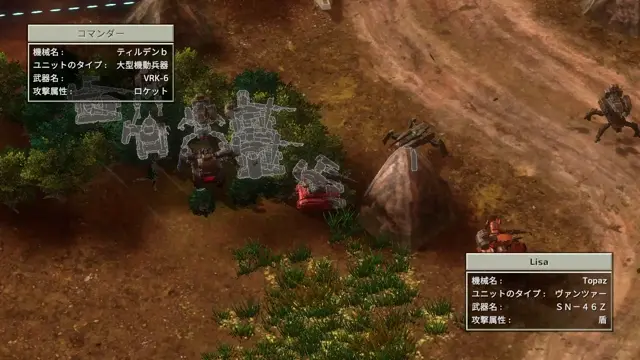 コマンダー
機械名： ティルデンb
ユニットのタイプ： 大型機動兵器
武器名： VRK-6
攻撃属性： ロケット
Lisa
機械名： Topaz
ユニットのタイプ： ヴァンツァー
武器名： ＳＮ－４６Ｚ
攻撃属性： 盾